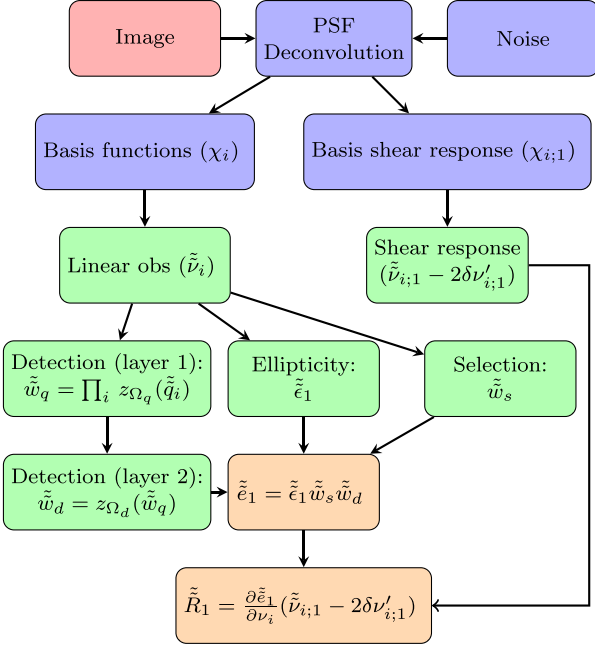 Image
PSF
Deconvolution
Noise
Basis functions (χ_i)
Basis shear response (χ_{i;1})
Linear obs (ν̃̃_i)
Shear response
(ν̃̃_{i;1} − 2δν′_{i;1})
Detection (layer 1):
w̃̃_q = ∏_i z_{Ω_q}(q̃̃_i)
Ellipticity:
ϵ̃̃_1
Selection:
w̃̃_s
Detection (layer 2):
w̃̃_d = z_{Ω_d}(w̃̃_q)
ẽ̃_1 = ϵ̃̃_1 w̃̃_s w̃̃_d
R̃̃_1 = ∂ẽ̃_1/∂ν_i (ν̃̃_{i;1} − 2δν′_{i;1})